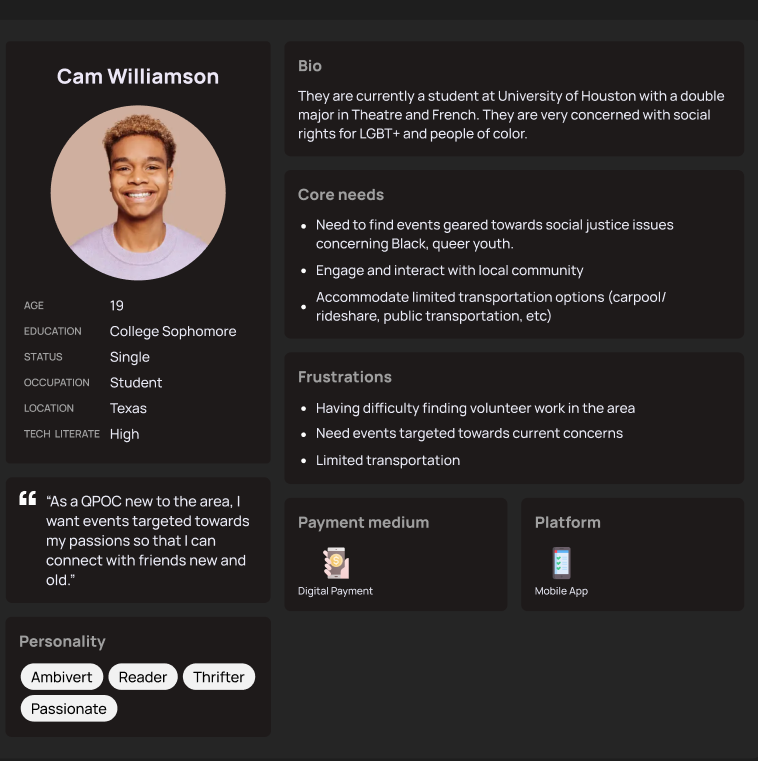 Cam Williamson
AGE 19
EDUCATION College Sophomore
STATUS Single
OCCUPATION Student
LOCATION Texas
TECH LITERATE High
“As a QPOC new to the area, I
want events targeted towards
my passions so that I can
connect with friends new and
old.”
Personality
Ambivert Reader Thrifter
Passionate
Bio
They are currently a student at University of Houston with a double
major in Theatre and French. They are very concerned with social
rights for LGBT+ and people of color.
Core needs
Need to find events geared towards social justice issues
concerning Black, queer youth.
Engage and interact with local community
Accommodate limited transportation options (carpool/
rideshare, public transportation, etc)
Frustrations
Having difficulty finding volunteer work in the area
Need events targeted towards current concerns
Limited transportation
Payment medium
Digital Payment
Platform
Mobile App